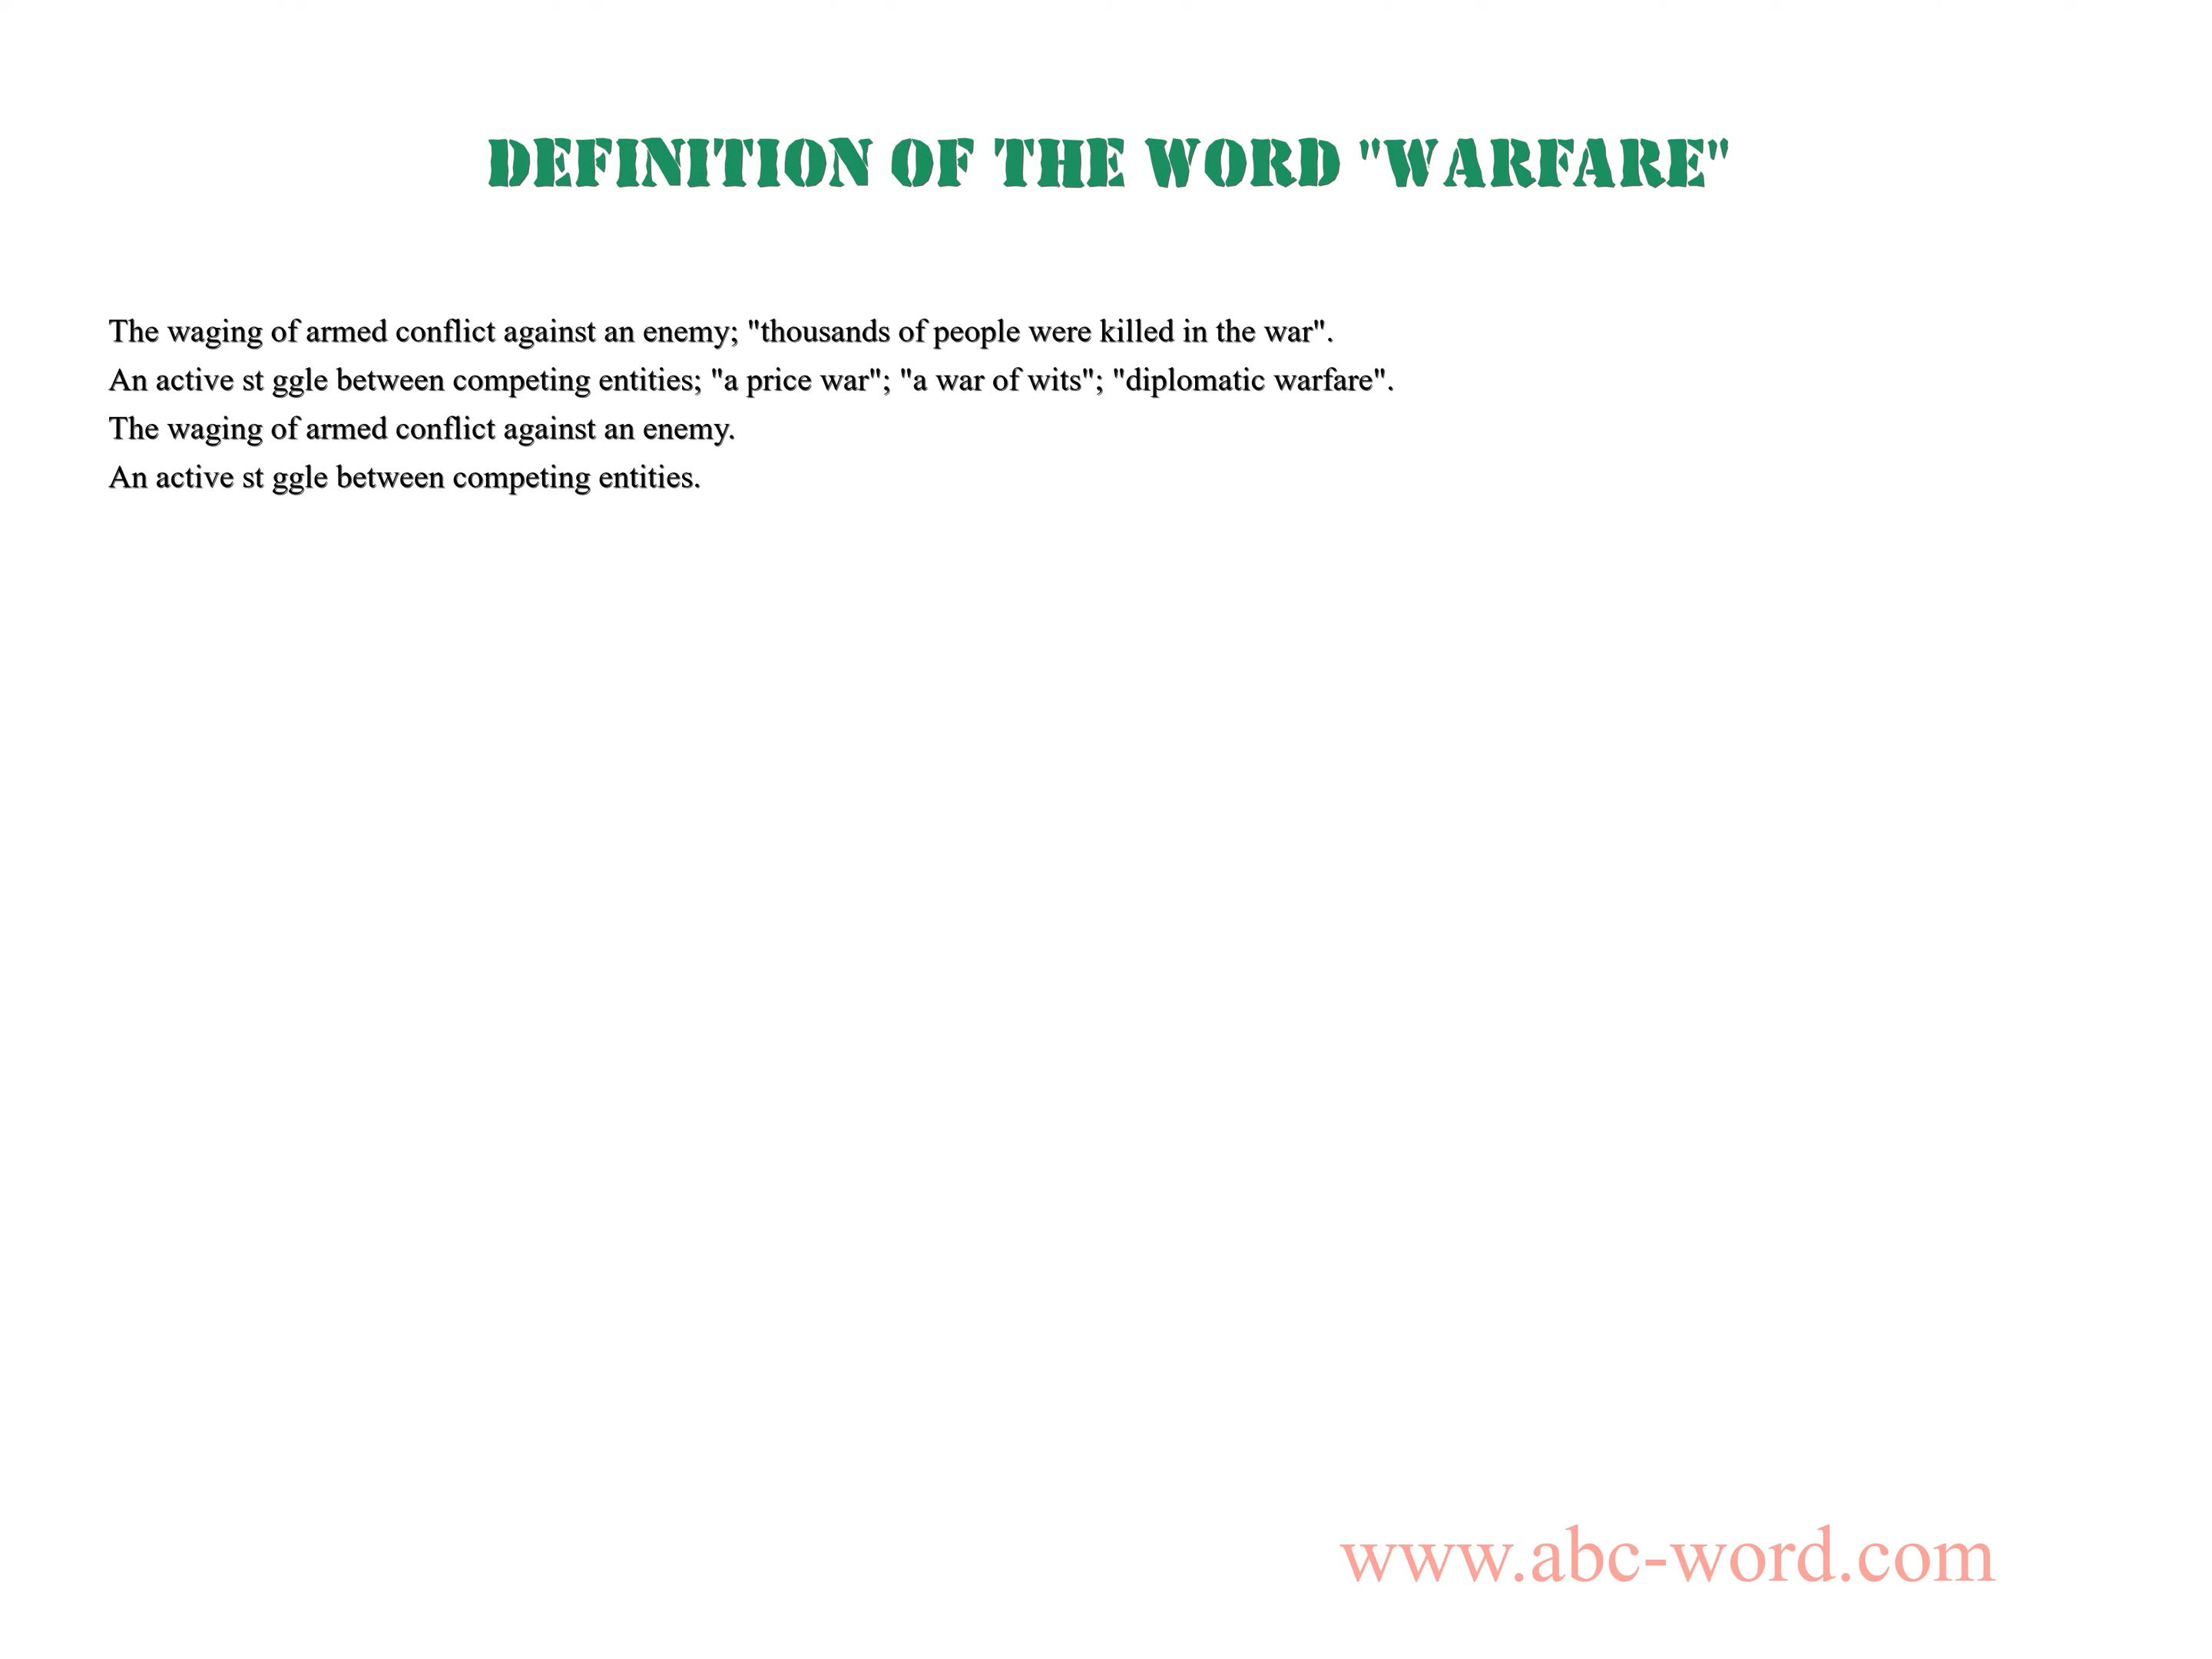 DEFINITION OF THE WORD "WARFARE"
The waging of armed conflict against an enemy; "thousands of people were killed in the war".
An active st ggle between competing entities; "a price war"; "a war of wits"; "diplomatic warfare".
The waging of armed conflict against an enemy.
An active st ggle between competing entities.
www.abc-word.com